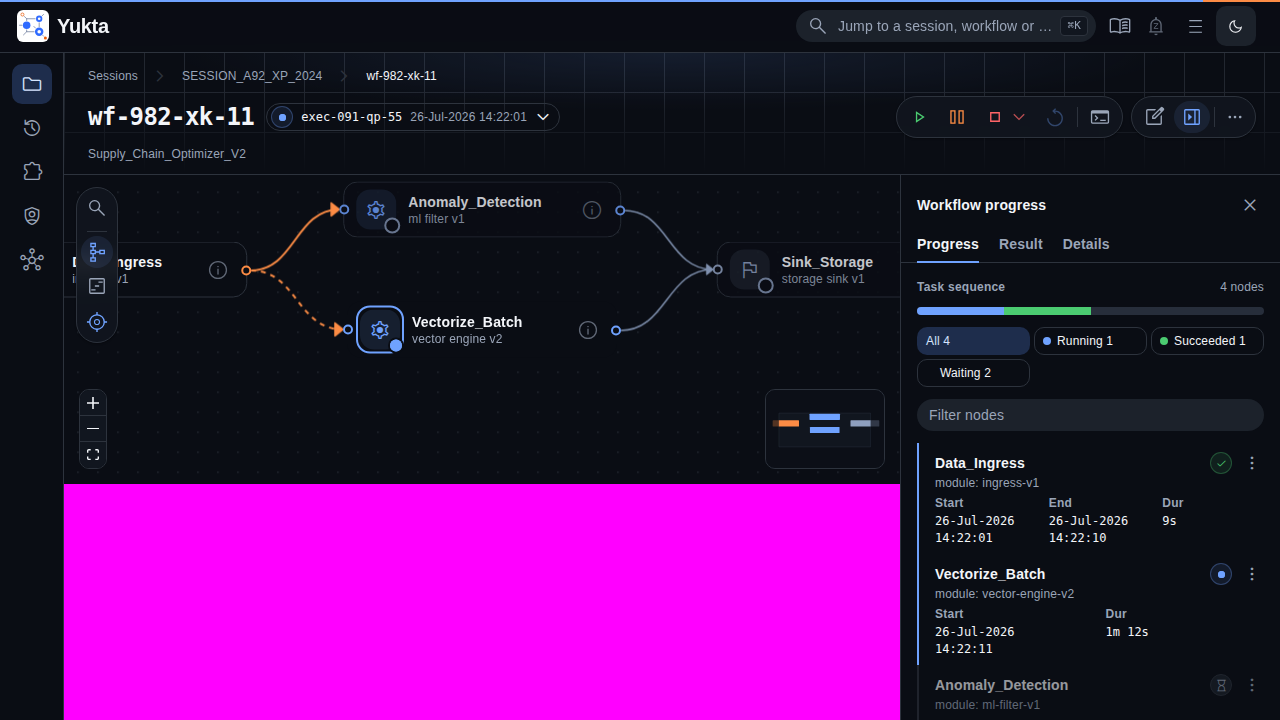 Yukta
Jump to a session, workflow or … ⌘K
Sessions SESSION_A92_XP_2024 wf-982-xk-11
wf-982-xk-11 exec-091-qp-55 26-Jul-2026 14:22:01
Supply_Chain_Optimizer_V2
Anomaly_Detection
ml filter v1
Sink_Storage
storage sink v1
Vectorize_Batch
vector engine v2
Workflow progress
Progress Result Details
Task sequence 4 nodes
All 4 Running 1 Succeeded 1
Waiting 2
Filter nodes
Data_Ingress
module: ingress-v1
Start End Dur
26-Jul-2026 26-Jul-2026 9s
14:22:01 14:22:10
Vectorize_Batch
module: vector-engine-v2
Start Dur
26-Jul-2026 1m 12s
14:22:11
Anomaly_Detection
module: ml-filter-v1